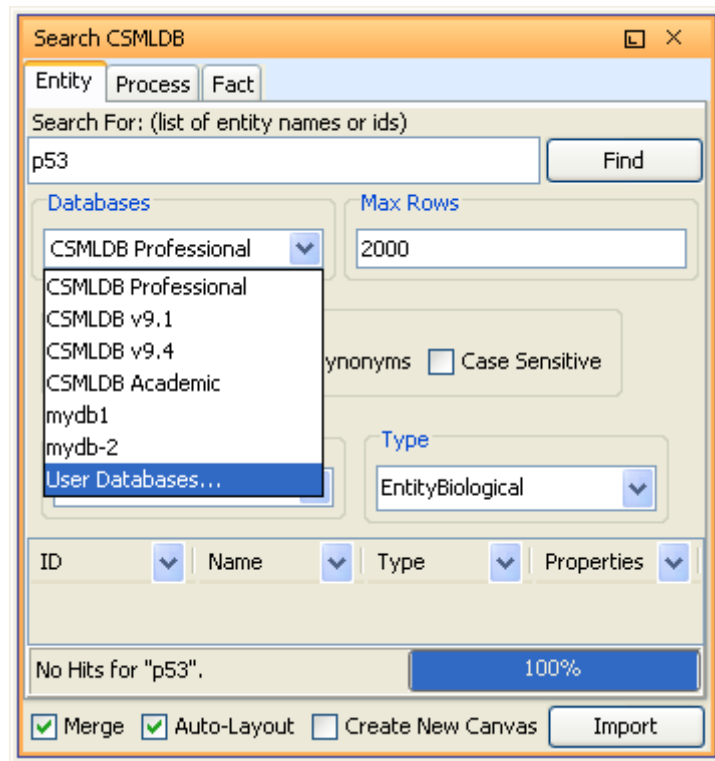 Search CSMLDB
Entity Process Fact
Search For: (list of entity names or ids)
p53 Find
Databases Max Rows
CSMLDB Professional 2000
CSMLDB Professional
CSMLDB v9.1
CSMLDB v9.4
ynonyms Case Sensitive
CSMLDB Academic
mydb1
mydb-2 Type
User Databases... EntityBiological
ID Name Type Properties
No Hits for "p53". 100%
Merge Auto-Layout Create New Canvas Import